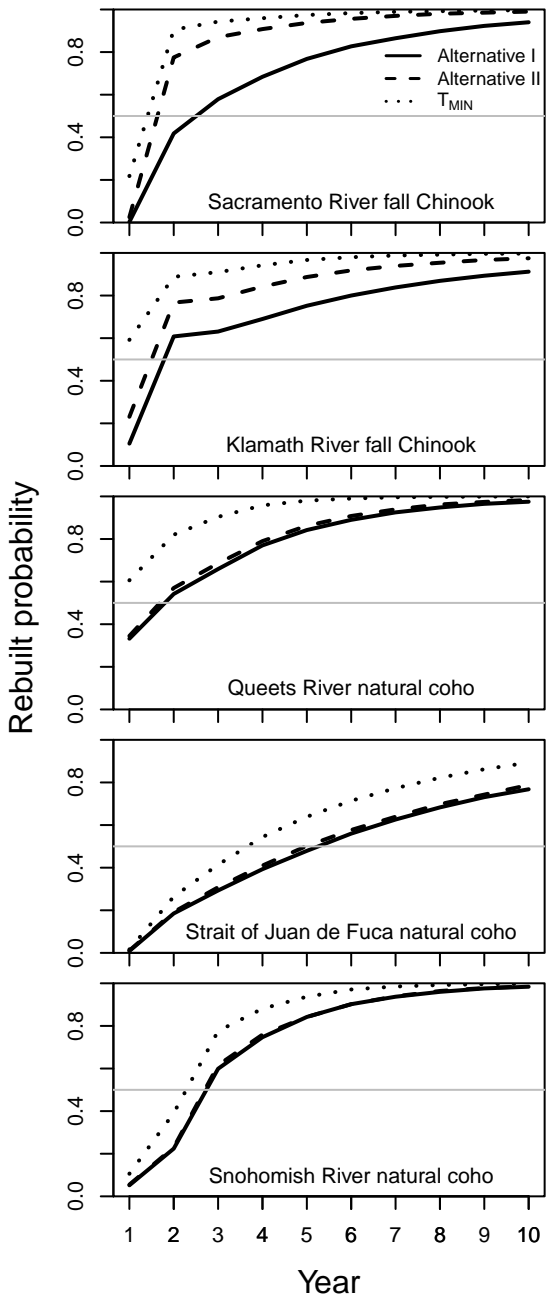 Rebuilt probability
0.0 0.4 0.8
Alternative I
Alternative II
TMIN
Sacramento River fall Chinook
0.0 0.4 0.8
Klamath River fall Chinook
0.0 0.4 0.8
Queets River natural coho
0.0 0.4 0.8
Strait of Juan de Fuca natural coho
0.0 0.4 0.8
Snohomish River natural coho
1 2 3 4 5 6 7 8 9 10
Year